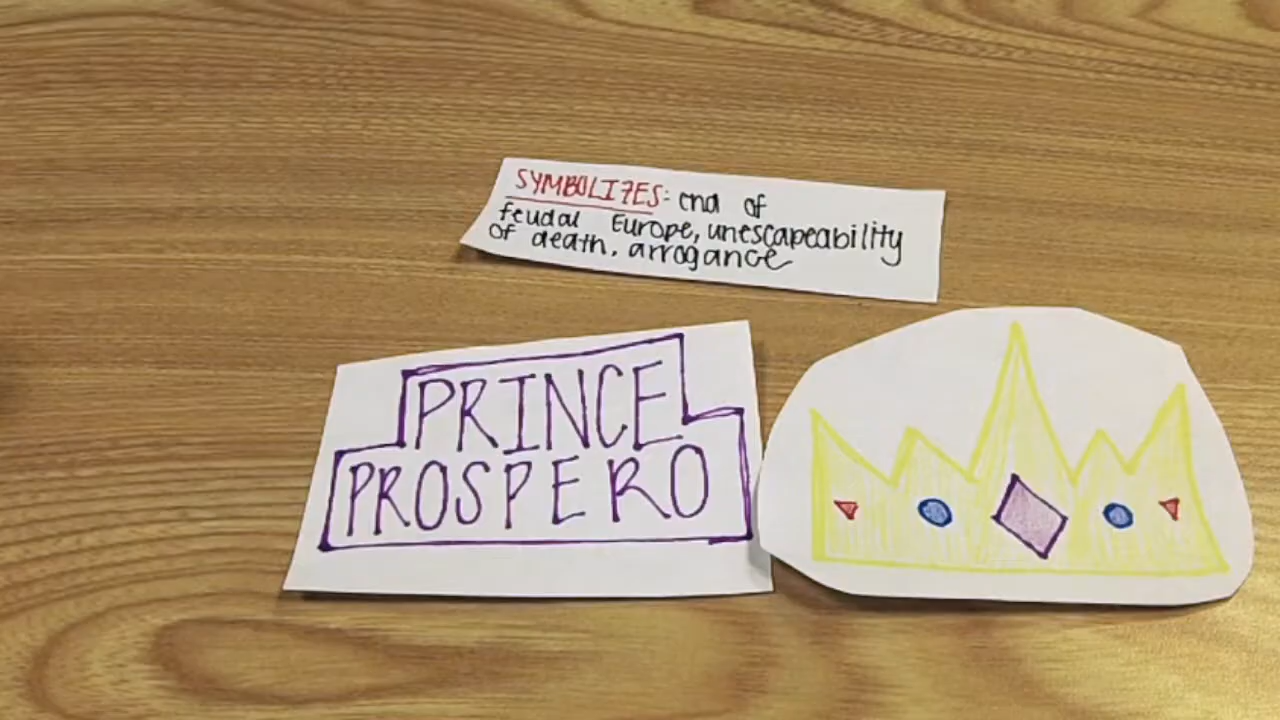 SYMBOLIZES: end of
feudal Europe, unescapeability
of death, arrogance
PRINCE
PROSPERO